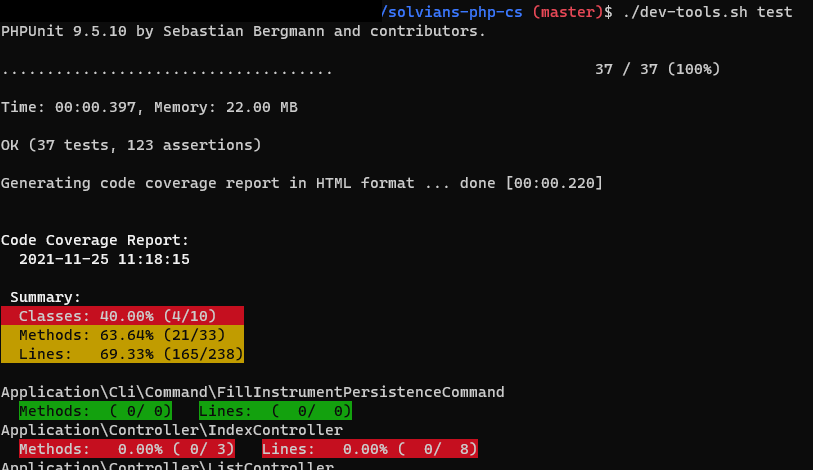 /solvians-php-cs (master)$ ./dev-tools.sh test
PHPUnit 9.5.10 by Sebastian Bergmann and contributors.
..................................... 37 / 37 (100%)
Time: 00:00.397, Memory: 22.00 MB
OK (37 tests, 123 assertions)
Generating code coverage report in HTML format ... done [00:00.220]
Code Coverage Report:
2021-11-25 11:18:15
Summary:
Classes: 40.00% (4/10)
Methods: 63.64% (21/33)
Lines:   69.33% (165/238)
Application\Cli\Command\FillInstrumentPersistenceCommand
Methods:  ( 0/ 0)   Lines:  (  0/  0)
Application\Controller\IndexController
Methods:   0.00% ( 0/ 3)   Lines:   0.00% (  0/  8)
Application\Controller\ListController